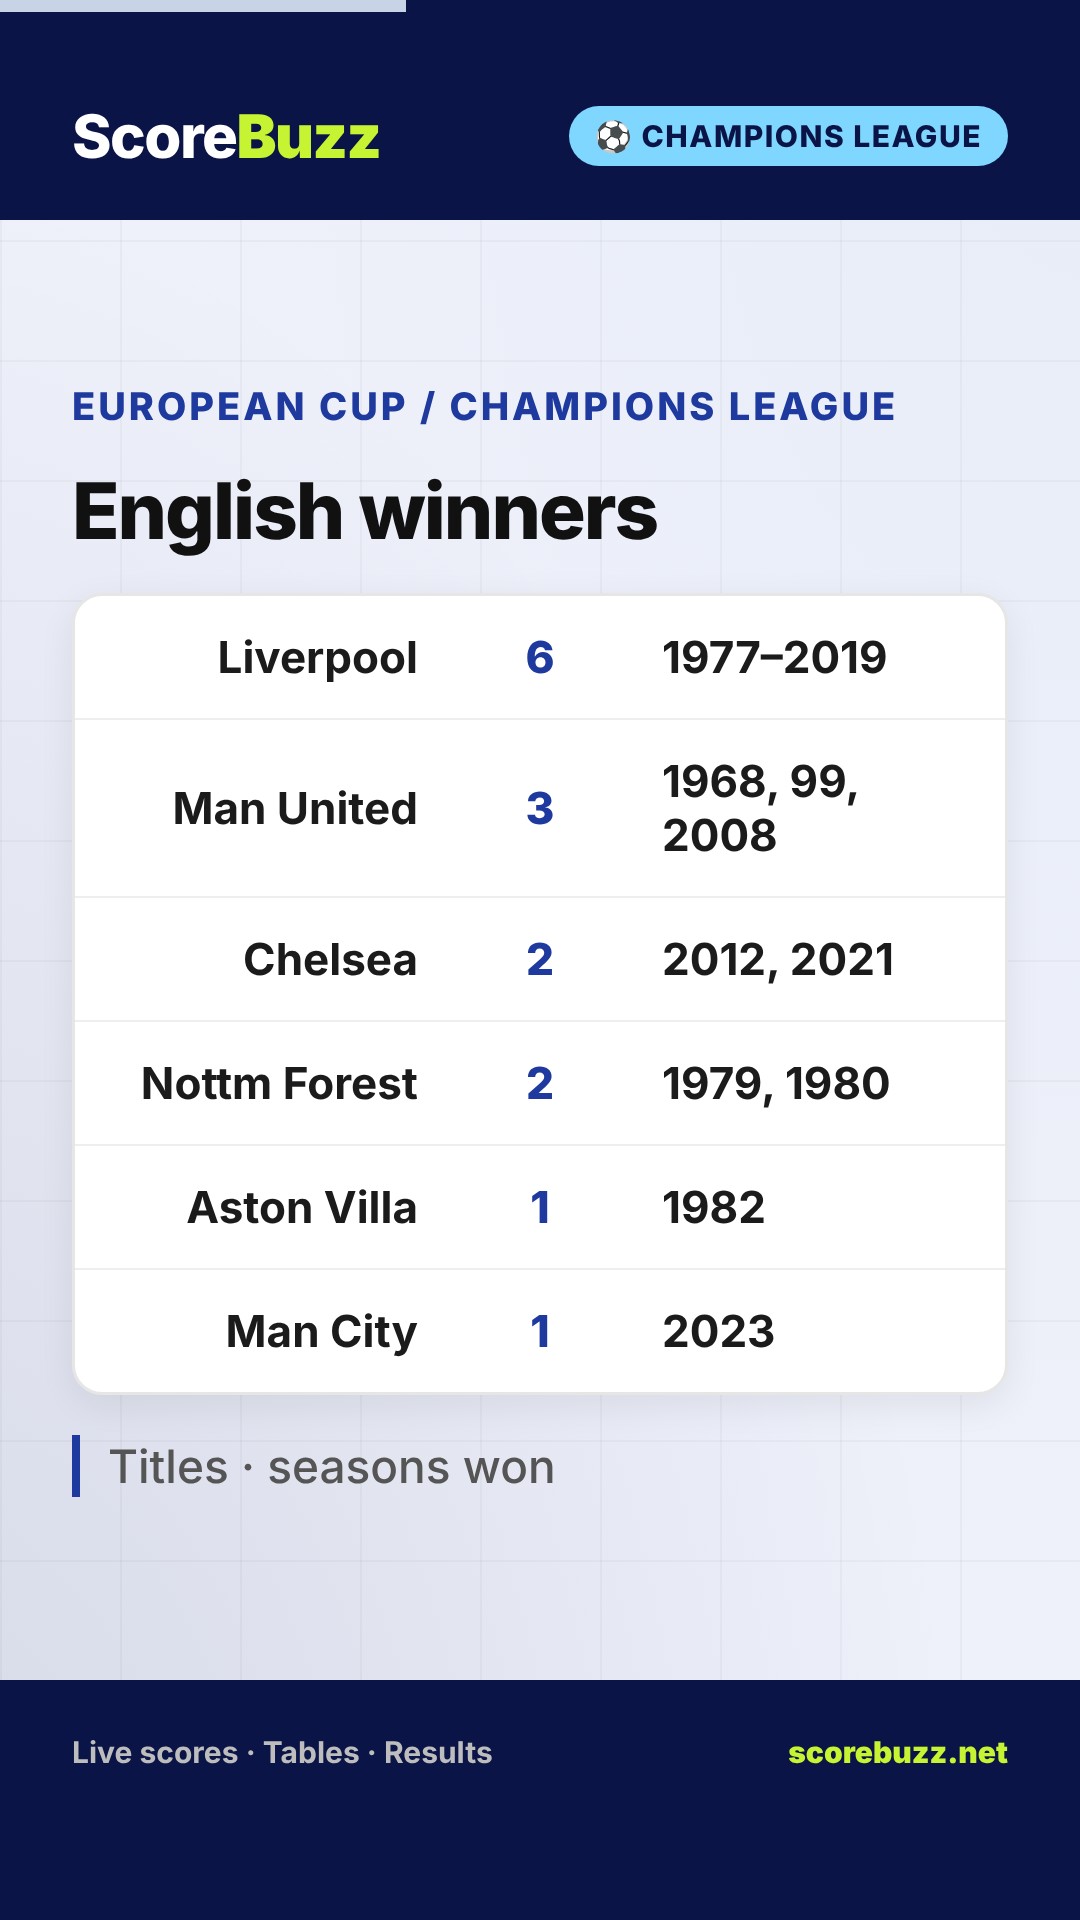 ScoreBuzz
⚽ CHAMPIONS LEAGUE
EUROPEAN CUP / CHAMPIONS LEAGUE
English winners
Liverpool 6 1977–2019
Man United 3 1968, 99,
2008
Chelsea 2 2012, 2021
Nottm Forest 2 1979, 1980
Aston Villa 1 1982
Man City 1 2023
Titles · seasons won
Live scores · Tables · Results
scorebuzz.net